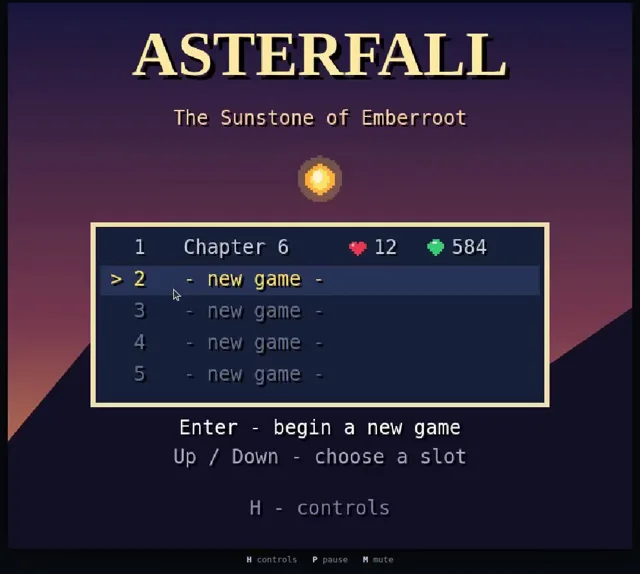 ASTERFALL
The Sunstone of Emberroot
1 Chapter 6 12 584
> 2 - new game -
3 - new game -
4 - new game -
5 - new game -
Enter - begin a new game
Up / Down - choose a slot
H - controls
H controls P pause M mute